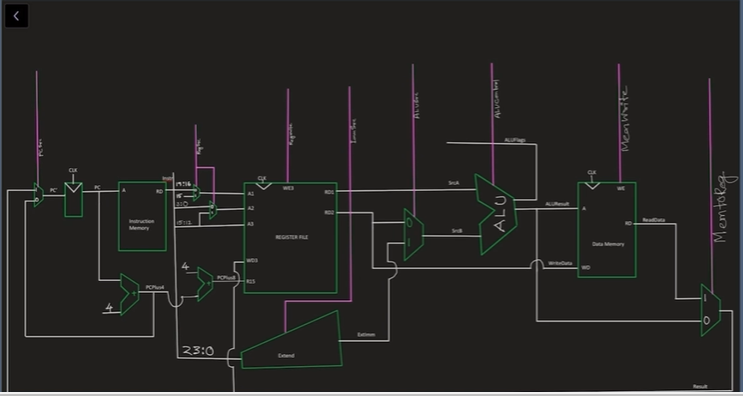 PCSrc
RegSrc
RegWrite
ImmSrc
ALUSrc
ALUControl
MemWrite
MemtoReg
ALUFlags
CLK
CLK
CLK
PC'
PC
A
RD
Instruction
Memory
Instr
19:16
3:0
15:12
A1
A2
A3
WD3
R15
WE3
RD1
RD2
REGISTER FILE
SrcA
SrcB
0
1
ALU
ALUResult
WriteData
WE
A
RD
Data Memory
WD
ReadData
1
0
PCPlus4
4
+
4
+
PCPlus8
ExtImm
Extend
23:0
Result